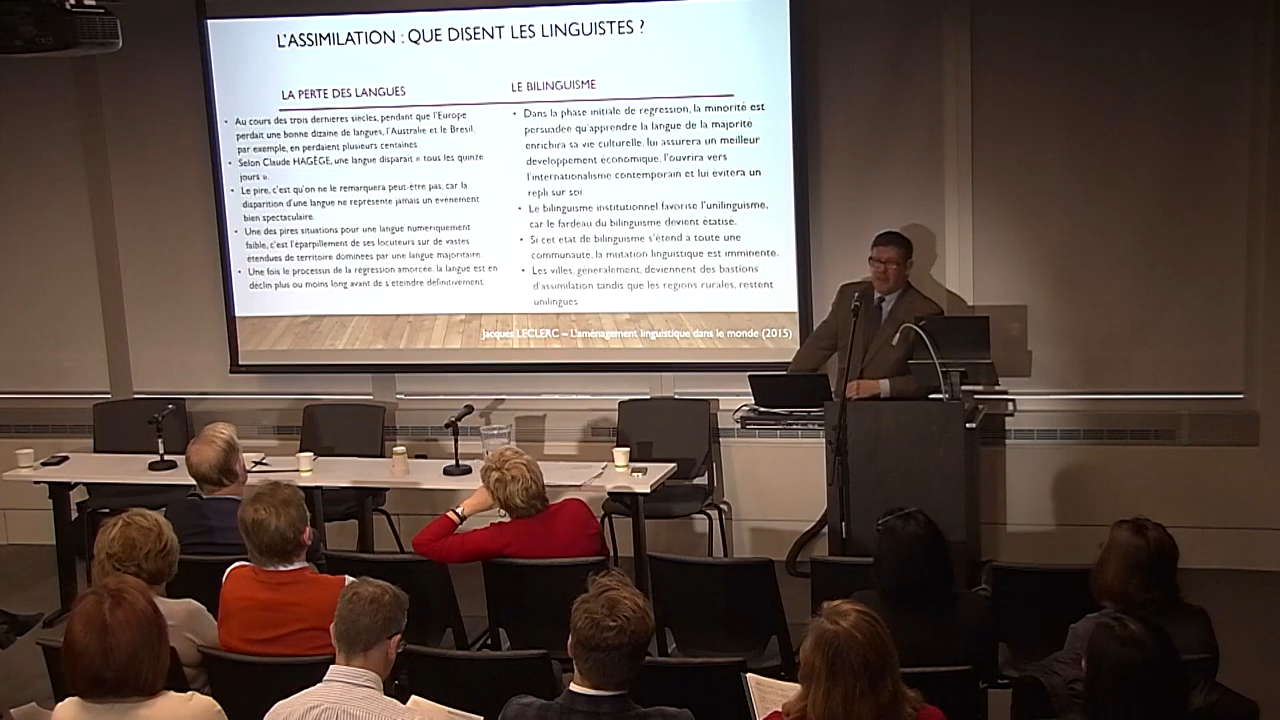 L'ASSIMILATION : QUE DISENT LES LINGUISTES ?
LA PERTE DES LANGUES
• Au cours des trois dernières siècles, pendant que l'Europe
perdait une bonne dizaine de langues, l'Australie et le Brésil,
par exemple, en perdaient plusieurs centaines.
• Selon Claude HAGÈGE, une langue disparaît « tous les quinze
jours ».
• Le pire, c'est qu'on ne le remarquera peut-être pas, car la
disparition d'une langue ne représente jamais un événement
bien spectaculaire.
• Une des pires situations pour une langue numériquement
faible, c'est l'éparpillement de ses locuteurs sur de vastes
étendues de territoire dominées par une langue majoritaire.
• Une fois le processus de la régression amorcée, la langue est en
déclin plus ou moins long avant de s'éteindre définitivement.
LE BILINGUISME
• Dans la phase initiale de regression, la minorité est
persuadée qu'apprendre la langue de la majorité
enrichira sa vie culturelle, lui assurera un meilleur
développement économique, l'ouvrira vers
l'internationalisme contemporain et lui évitera un
repli sur soi.
• Le bilinguisme institutionnel favorise l'unilinguisme,
car le fardeau du bilinguisme devient étatisé.
• Si cet état de bilinguisme s'étend à toute une
communauté, la mutation linguistique est imminente.
• Les villes, généralement, deviennent des bastions
d'assimilation tandis que les régions rurales, restent
unilingues
Jacques LECLERC – L'aménagement linguistique dans le monde (2015)